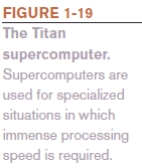 FIGURE 1-19
The Titan
supercomputer.
Supercomputers are
used for specialized
situations in which
immense processing
speed is required.